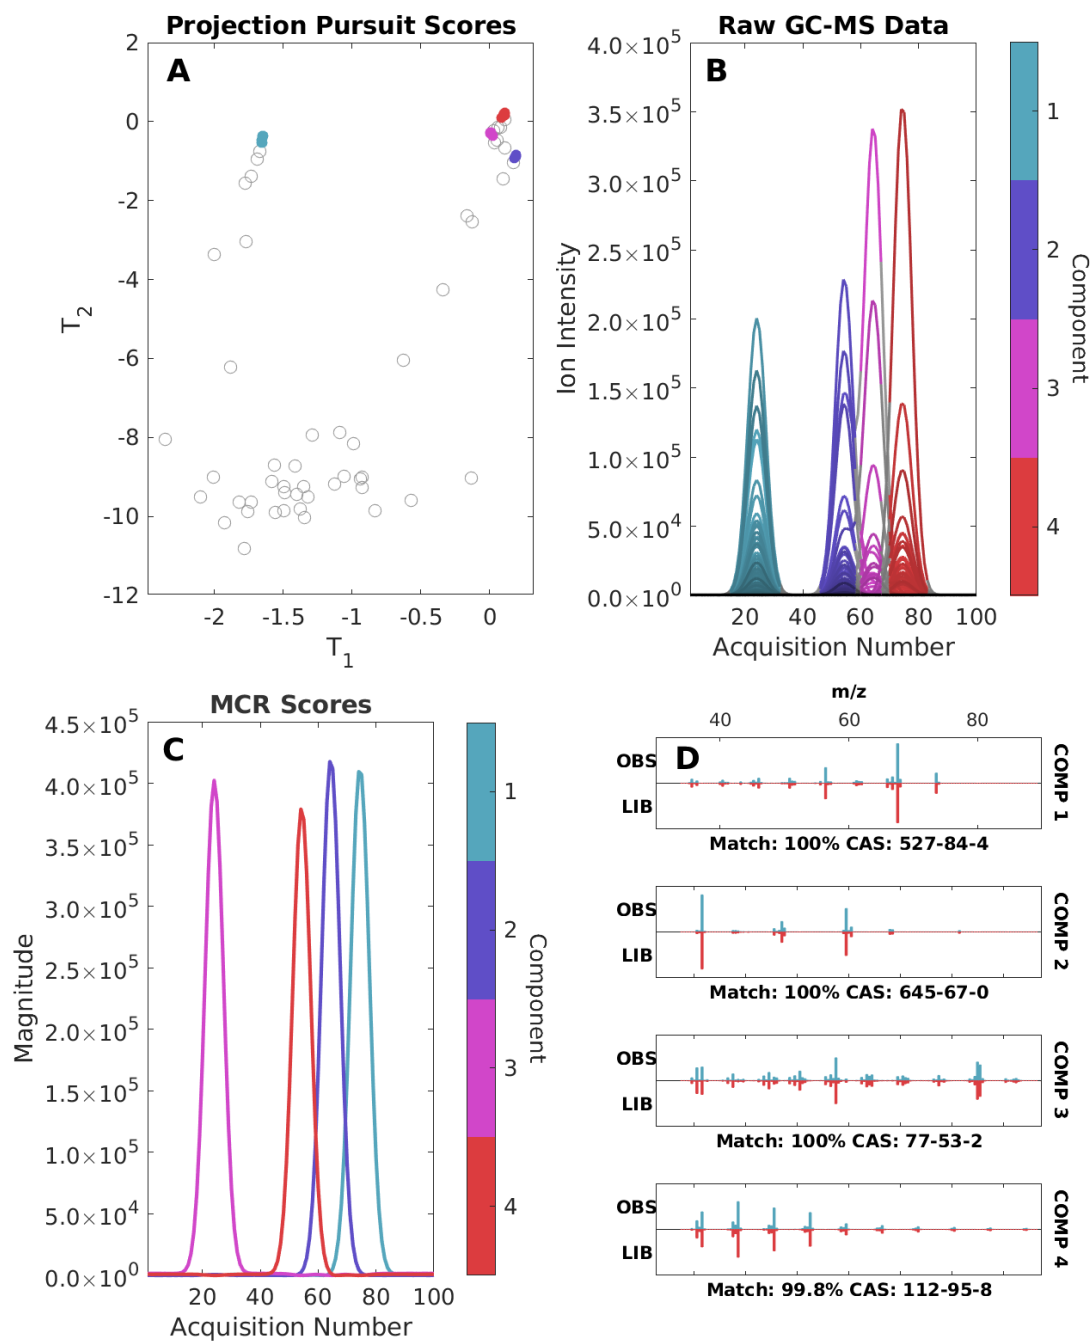 Projection Pursuit Scores
A
2
0
-2
-4
-6
-8
-10
-12
T2
-2
-1.5
-1
-0.5
0
T1
Raw GC-MS Data
B
4.0×10^5
3.5×10^5
3.0×10^5
2.5×10^5
2.0×10^5
1.5×10^5
1.0×10^5
5.0×10^4
0.0×10^0
Ion Intensity
20 40 60 80 100
Acquisition Number
1
2
3
4
Component
MCR Scores
C
4.5×10^5
4.0×10^5
3.5×10^5
3.0×10^5
2.5×10^5
2.0×10^5
1.5×10^5
1.0×10^5
5.0×10^4
0.0×10^0
Magnitude
20 40 60 80 100
Acquisition Number
1
2
3
4
Component
m/z
40 60 80
D
OBS
LIB
COMP 1
Match: 100% CAS: 527-84-4
OBS
LIB
COMP 2
Match: 100% CAS: 645-67-0
OBS
LIB
COMP 3
Match: 100% CAS: 77-53-2
OBS
LIB
COMP 4
Match: 99.8% CAS: 112-95-8